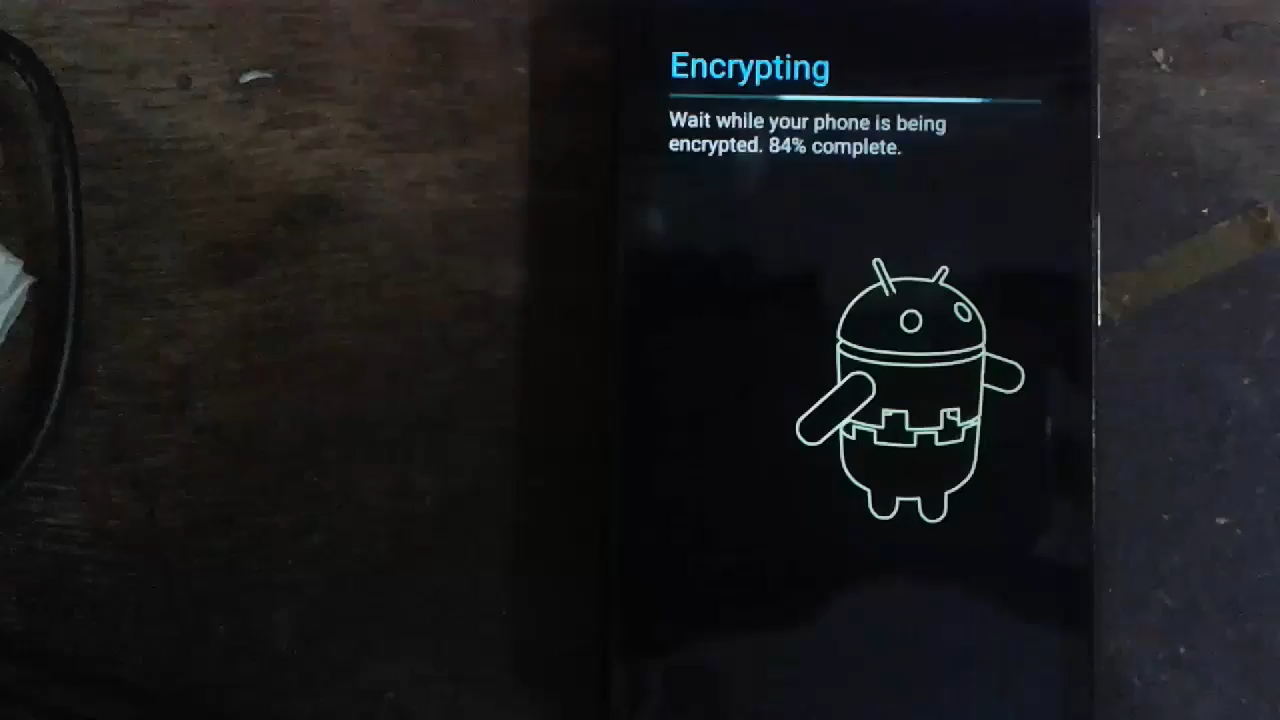 Encrypting
Wait while your phone is being
encrypted. 84% complete.